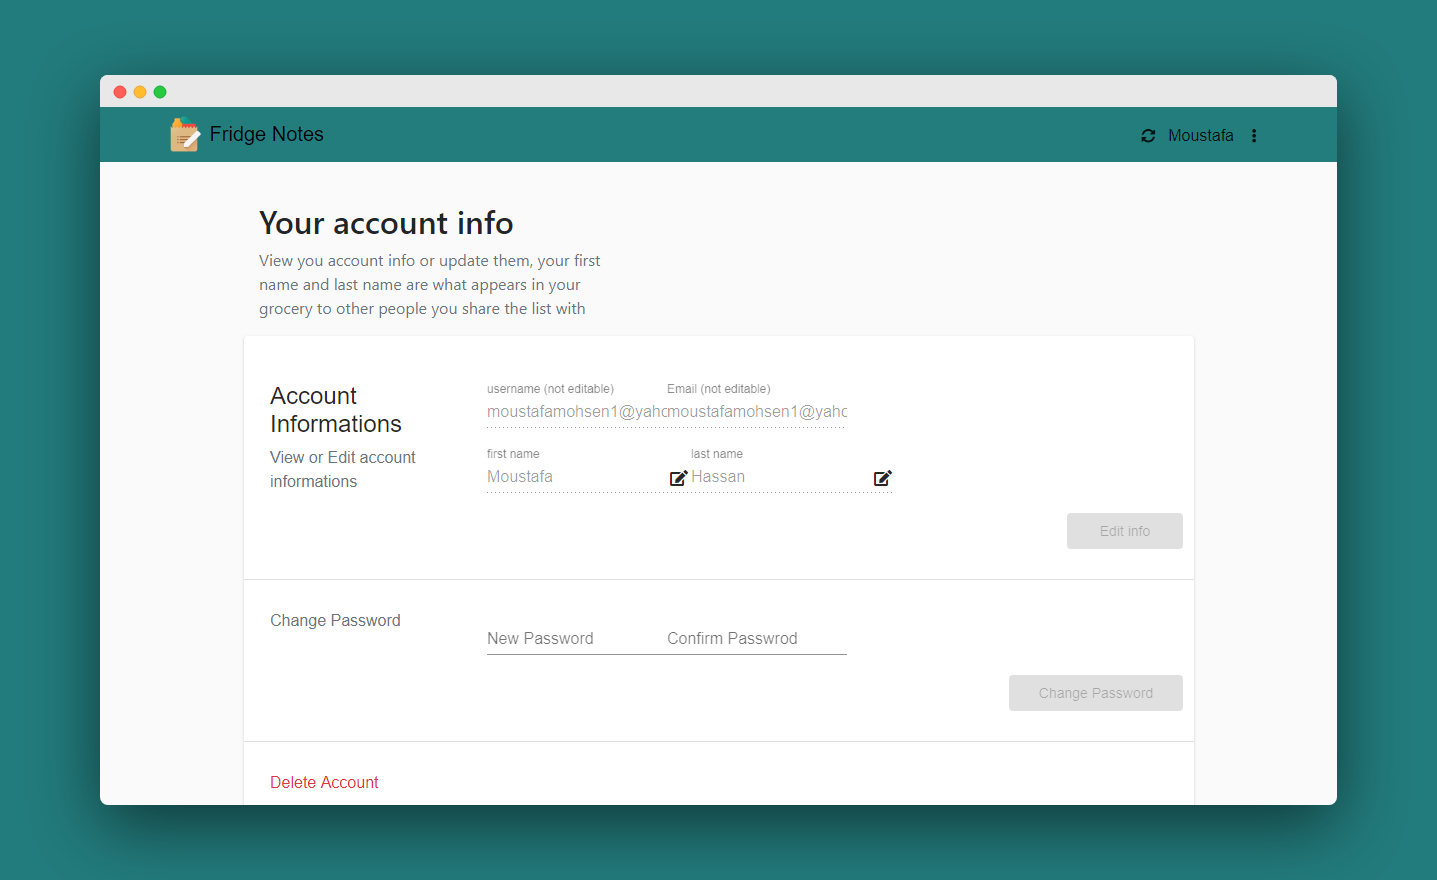 Fridge Notes
Moustafa
Your account info
View you account info or update them, your first
name and last name are what appears in your
grocery to other people you share the list with
Account
Informations
View or Edit account
informations
username (not editable) Email (not editable)
moustafamohsen1@yahc moustafamohsen1@yahc
first name last name
Moustafa Hassan
Edit info
Change Password
New Password Confirm Passwrod
Change Password
Delete Account